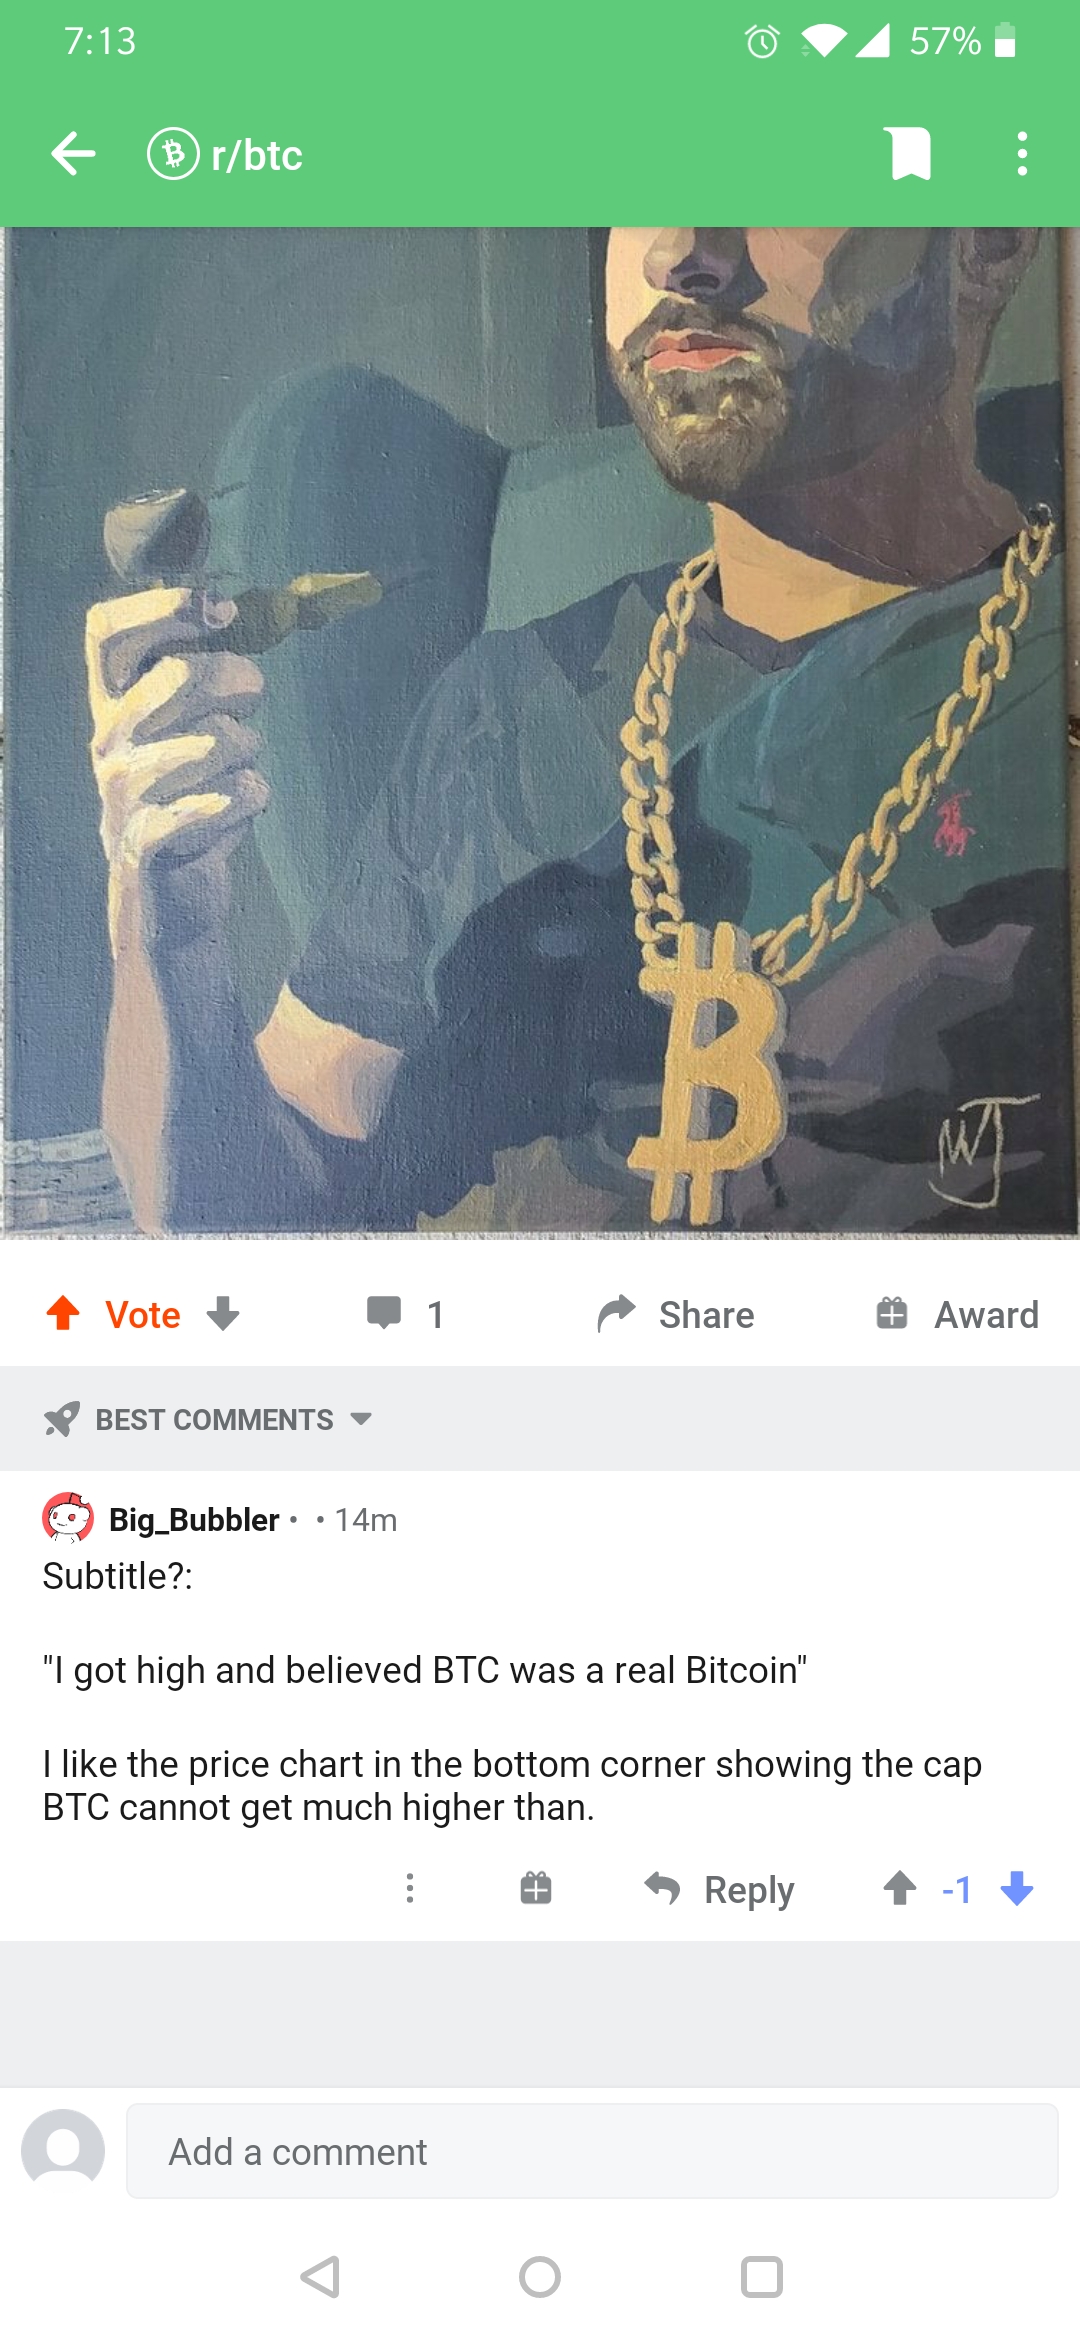 7:13
57%
r/btc
WJ
Vote
1
Share
Award
BEST COMMENTS
Big_Bubbler • • 14m
Subtitle?:
"I got high and believed BTC was a real Bitcoin"
I like the price chart in the bottom corner showing the cap
BTC cannot get much higher than.
Reply
-1
Add a comment